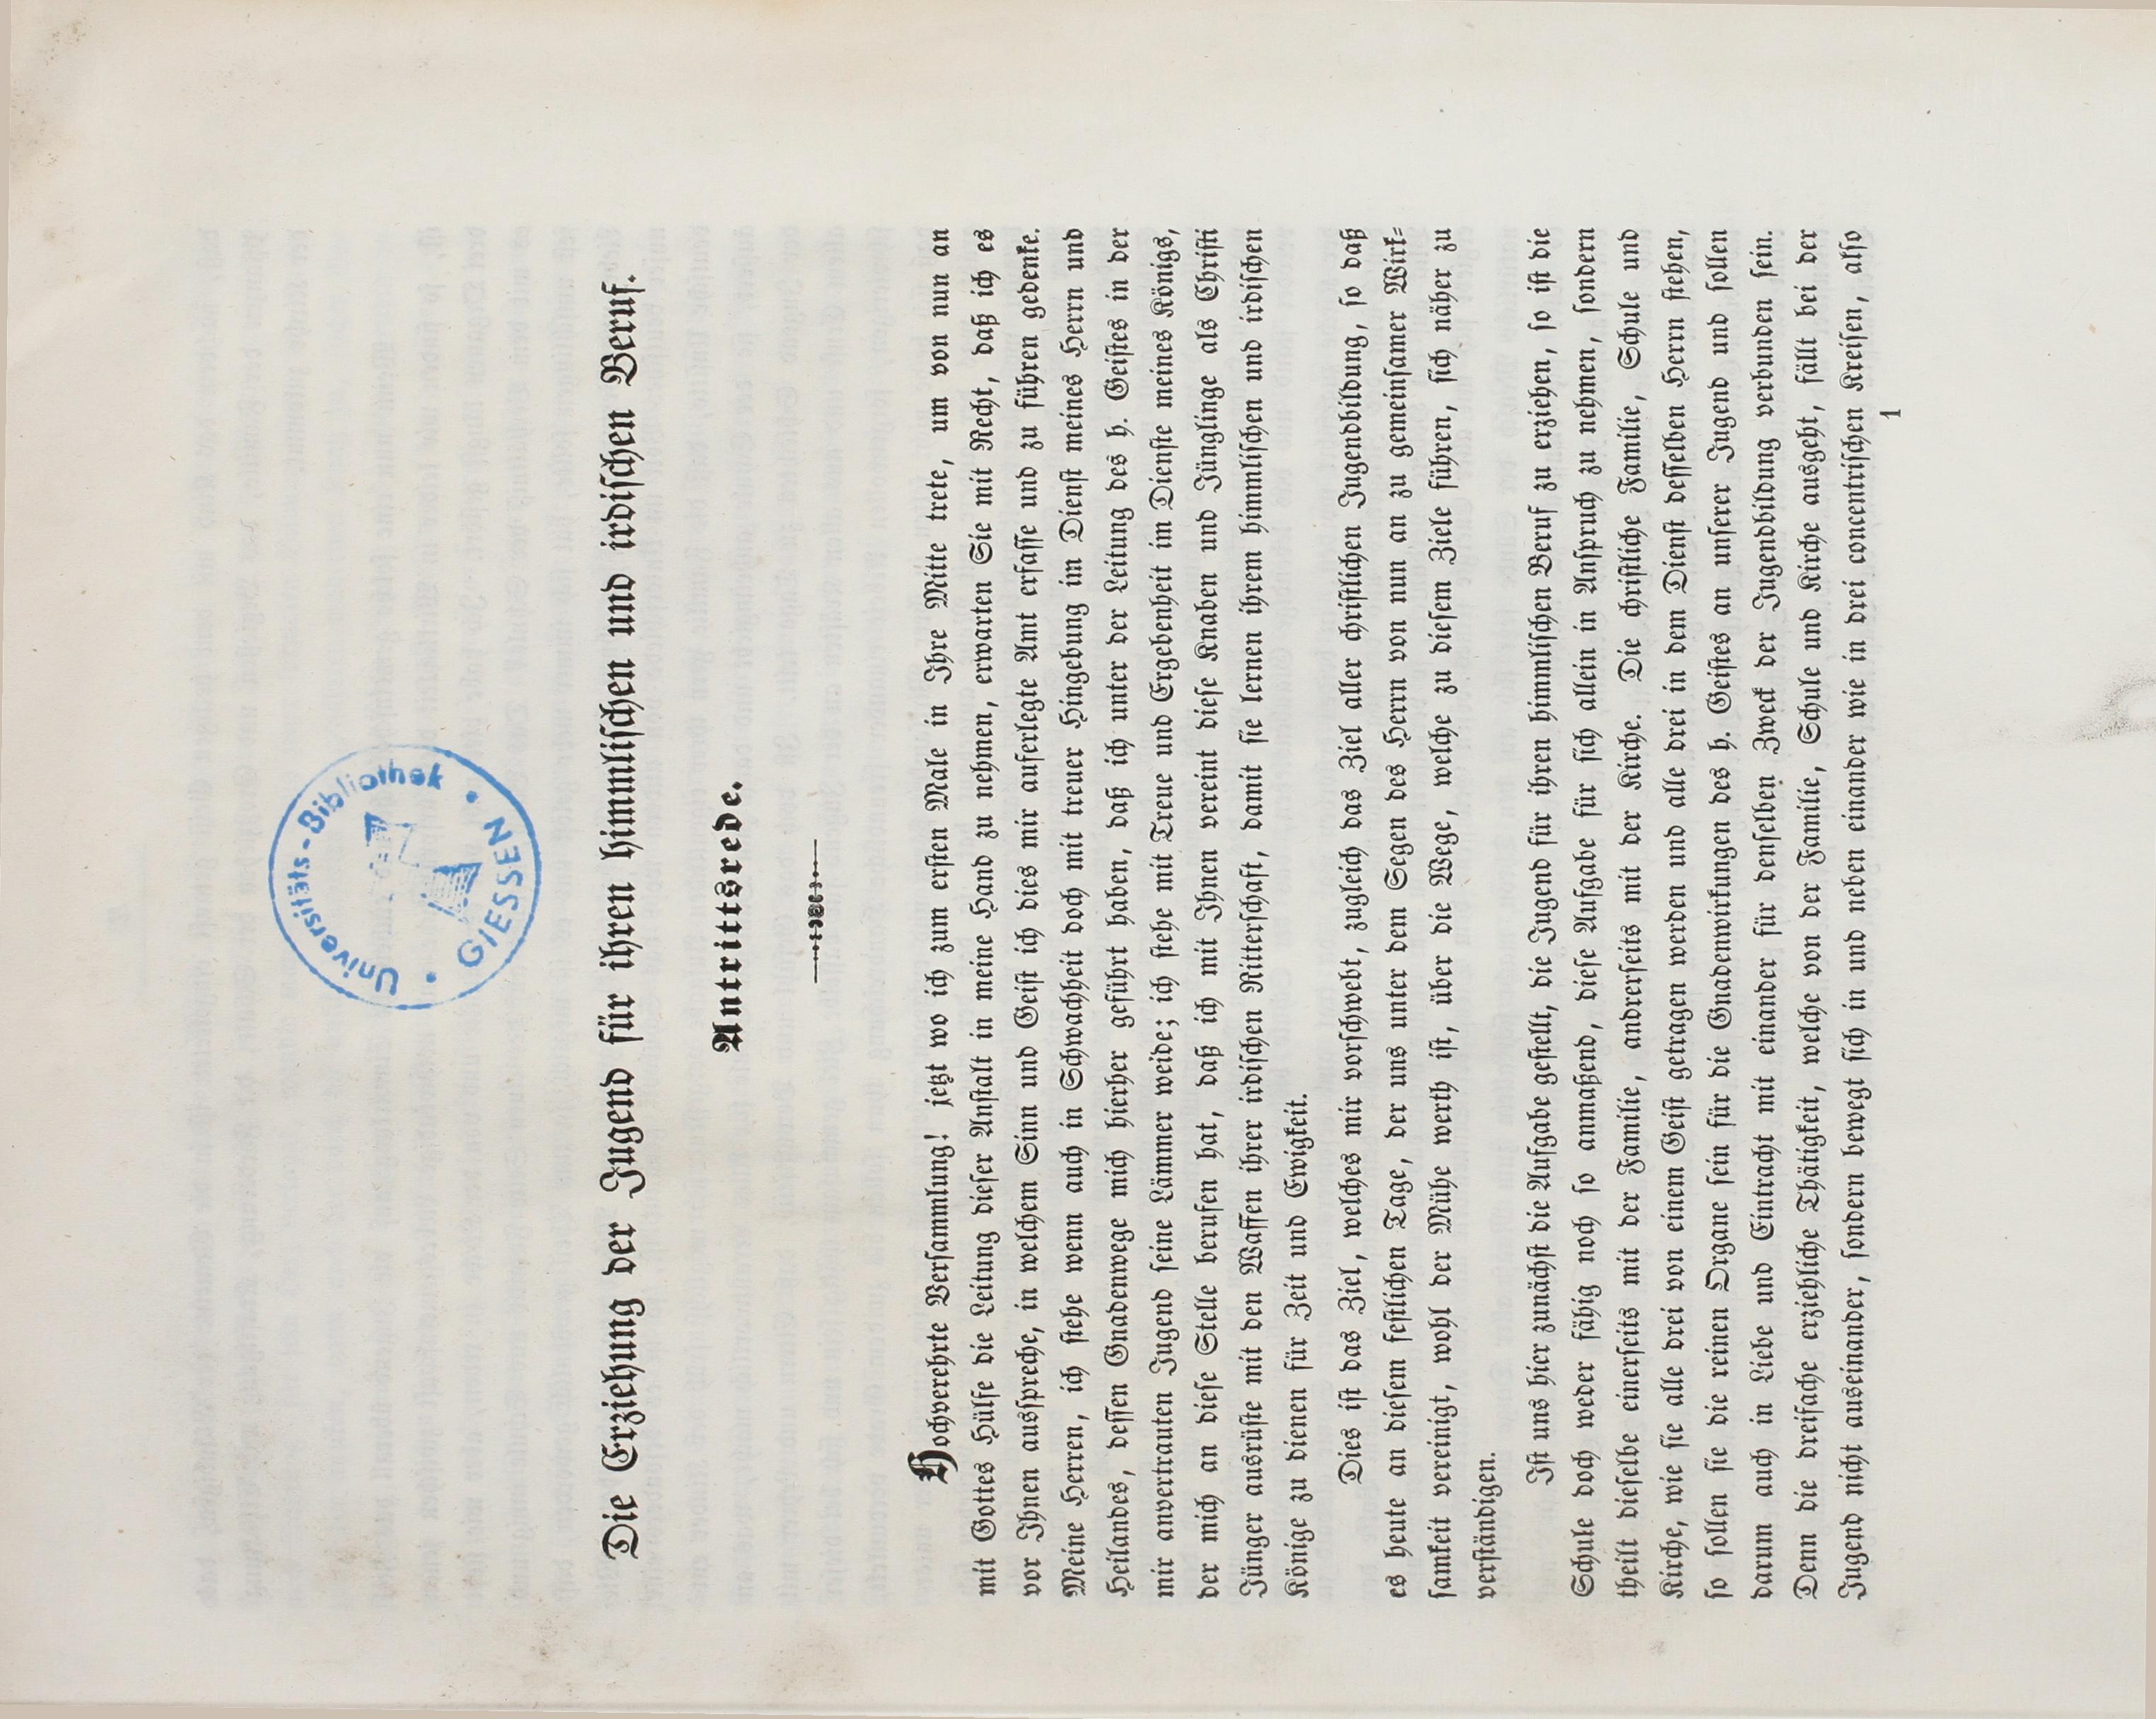 Universitäts-Bibliothek
GIESSEN
Die Erziehung der Jugend für ihren himmliſchen und irdiſchen Beruf.
Antrittsrede.
Hochverehrte Verſammlung! jetzt wo ich zum erſten Male in Ihre Mitte trete, um von nun an
mit Gottes Hülfe die Leitung dieſer Anſtalt in meine Hand zu nehmen, erwarten Sie mit Recht, daß ich es
vor Ihnen ausſpreche, in welchem Sinn und Geiſt ich dies mir auferlegte Amt erfaſſe und zu führen gedenke.
Meine Herren, ich ſtehe wenn auch in Schwachheit doch mit treuer Hingebung im Dienſt meines Herrn und
Heilandes, deſſen Gnadenwege mich hierher geführt haben, daß ich unter der Leitung des h. Geiſtes in der
mir anvertrauten Jugend ſeine Lämmer weide; ich ſtehe mit Treue und Ergebenheit im Dienſte meines Königs,
der mich an dieſe Stelle berufen hat, daß ich mit Ihnen vereint dieſe Knaben und Jünglinge als Chriſti
Jünger ausrüſte mit den Waffen ihrer irdiſchen Ritterſchaft, damit ſie lernen ihrem himmliſchen und irdiſchen
Könige zu dienen für Zeit und Ewigkeit.
Dies iſt das Ziel, welches mir vorſchwebt, zugleich das Ziel aller chriſtlichen Jugendbildung, ſo daß
es heute an dieſem feſtlichen Tage, der uns unter dem Segen des Herrn von nun an zu gemeinſamer Wirk⸗
ſamkeit vereinigt, wohl der Mühe werth iſt, über die Wege, welche zu dieſem Ziele führen, ſich näher zu
verſtändigen.
Iſt uns hier zunächſt die Aufgabe geſtellt, die Jugend für ihren himmliſchen Beruf zu erziehen, ſo iſt die
Schule doch weder fähig noch ſo anmaßend, dieſe Aufgabe für ſich allein in Anſpruch zu nehmen, ſondern
theilt dieſelbe einerſeits mit der Familie, andrerſeits mit der Kirche. Die chriſtliche Familie, Schule und
Kirche, wie ſie alle drei von einem Geiſt getragen werden und alle drei in dem Dienſt deſſelben Herrn ſtehen,
ſo ſollen ſie die reinen Organe ſein für die Gnadenwirkungen des h. Geiſtes an unſerer Jugend und ſollen
darum auch in Liebe und Eintracht mit einander für denſelben Zweck der Jugendbildung verbunden ſein.
Denn die dreifache erziehliche Thätigkeit, welche von der Familie, Schule und Kirche ausgeht, fällt bei der
Jugend nicht auseinander, ſondern bewegt ſich in und neben einander wie in drei concentriſchen Kreiſen, alſo
1